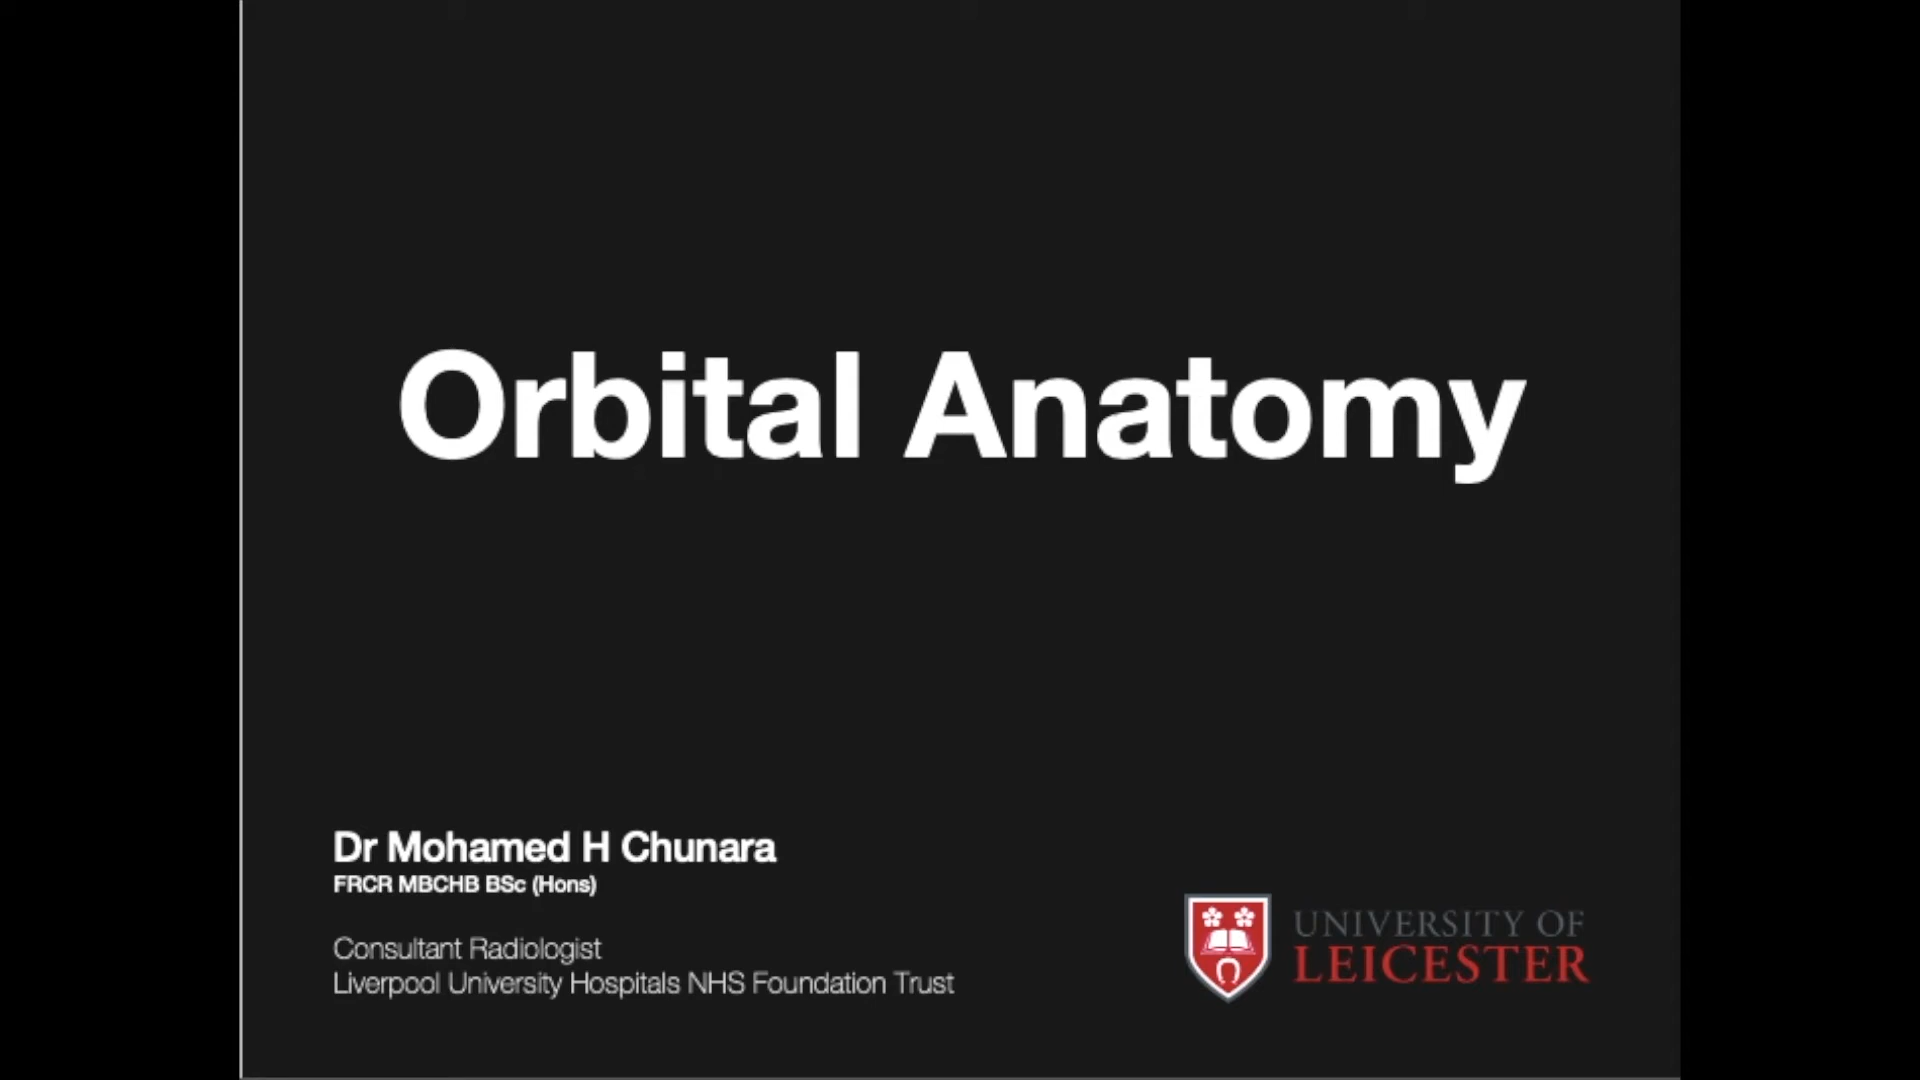 Orbital Anatomy
Dr Mohamed H Chunara
FRCR MBCHB BSc (Hons)
Consultant Radiologist
Liverpool University Hospitals NHS Foundation Trust
UNIVERSITY OF
LEICESTER